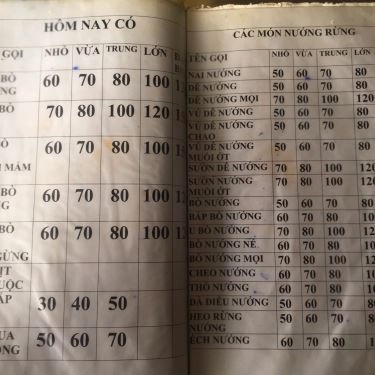 HÔM NAY CÓ
GỌI NHỎ VỪA TRUNG LỚN
BÒ 60 70 80 100
BÒ 70 80 100 120
BÒ 60 70 80 100
MẮM
BÒ 60 70 80 100
BÒ 60 70 80 100
GỪNG
ẮP 30 40 50
50 60 70
CÁC MÓN NƯỚNG RỪNG
TÊN GỌI NHỎ VỪA TRUNG LỚN
NAI NƯỚNG 50 60 70 80
DÊ NƯỚNG 50 60 70 80
DÊ NƯỚNG MỌI 70 80 100 120
VÚ DÊ NƯỚNG 50 60 70 80
VÚ DÊ NƯỚNG 50 60 70 80
CHAO
VÚ DÊ NƯỚNG 50 60 70 80
MUỐI ỚT
SƯỜN DÊ NƯỚNG 70 80 100 120
SƯỜN NƯỚNG 70 80 100 120
MUỐI ỚT
BÒ NƯỚNG 50 60 70 80
BẮP BÒ NƯỚNG 60 70 80 100
U BÒ NƯỚNG 70 80 100
BÒ NƯỚNG NÉ 60 70 80 100
BÒ NƯỚNG MỌI 70 80 100
CHEO NƯỚNG 60 70 80 100
THỎ NƯỚNG 60 70 80 100
ĐÀ ĐIỂU NƯỚNG 50 60 70 80
HEO RỪNG 50 60 70 80
NƯỚNG
ẾCH NƯỚNG 60 70 80